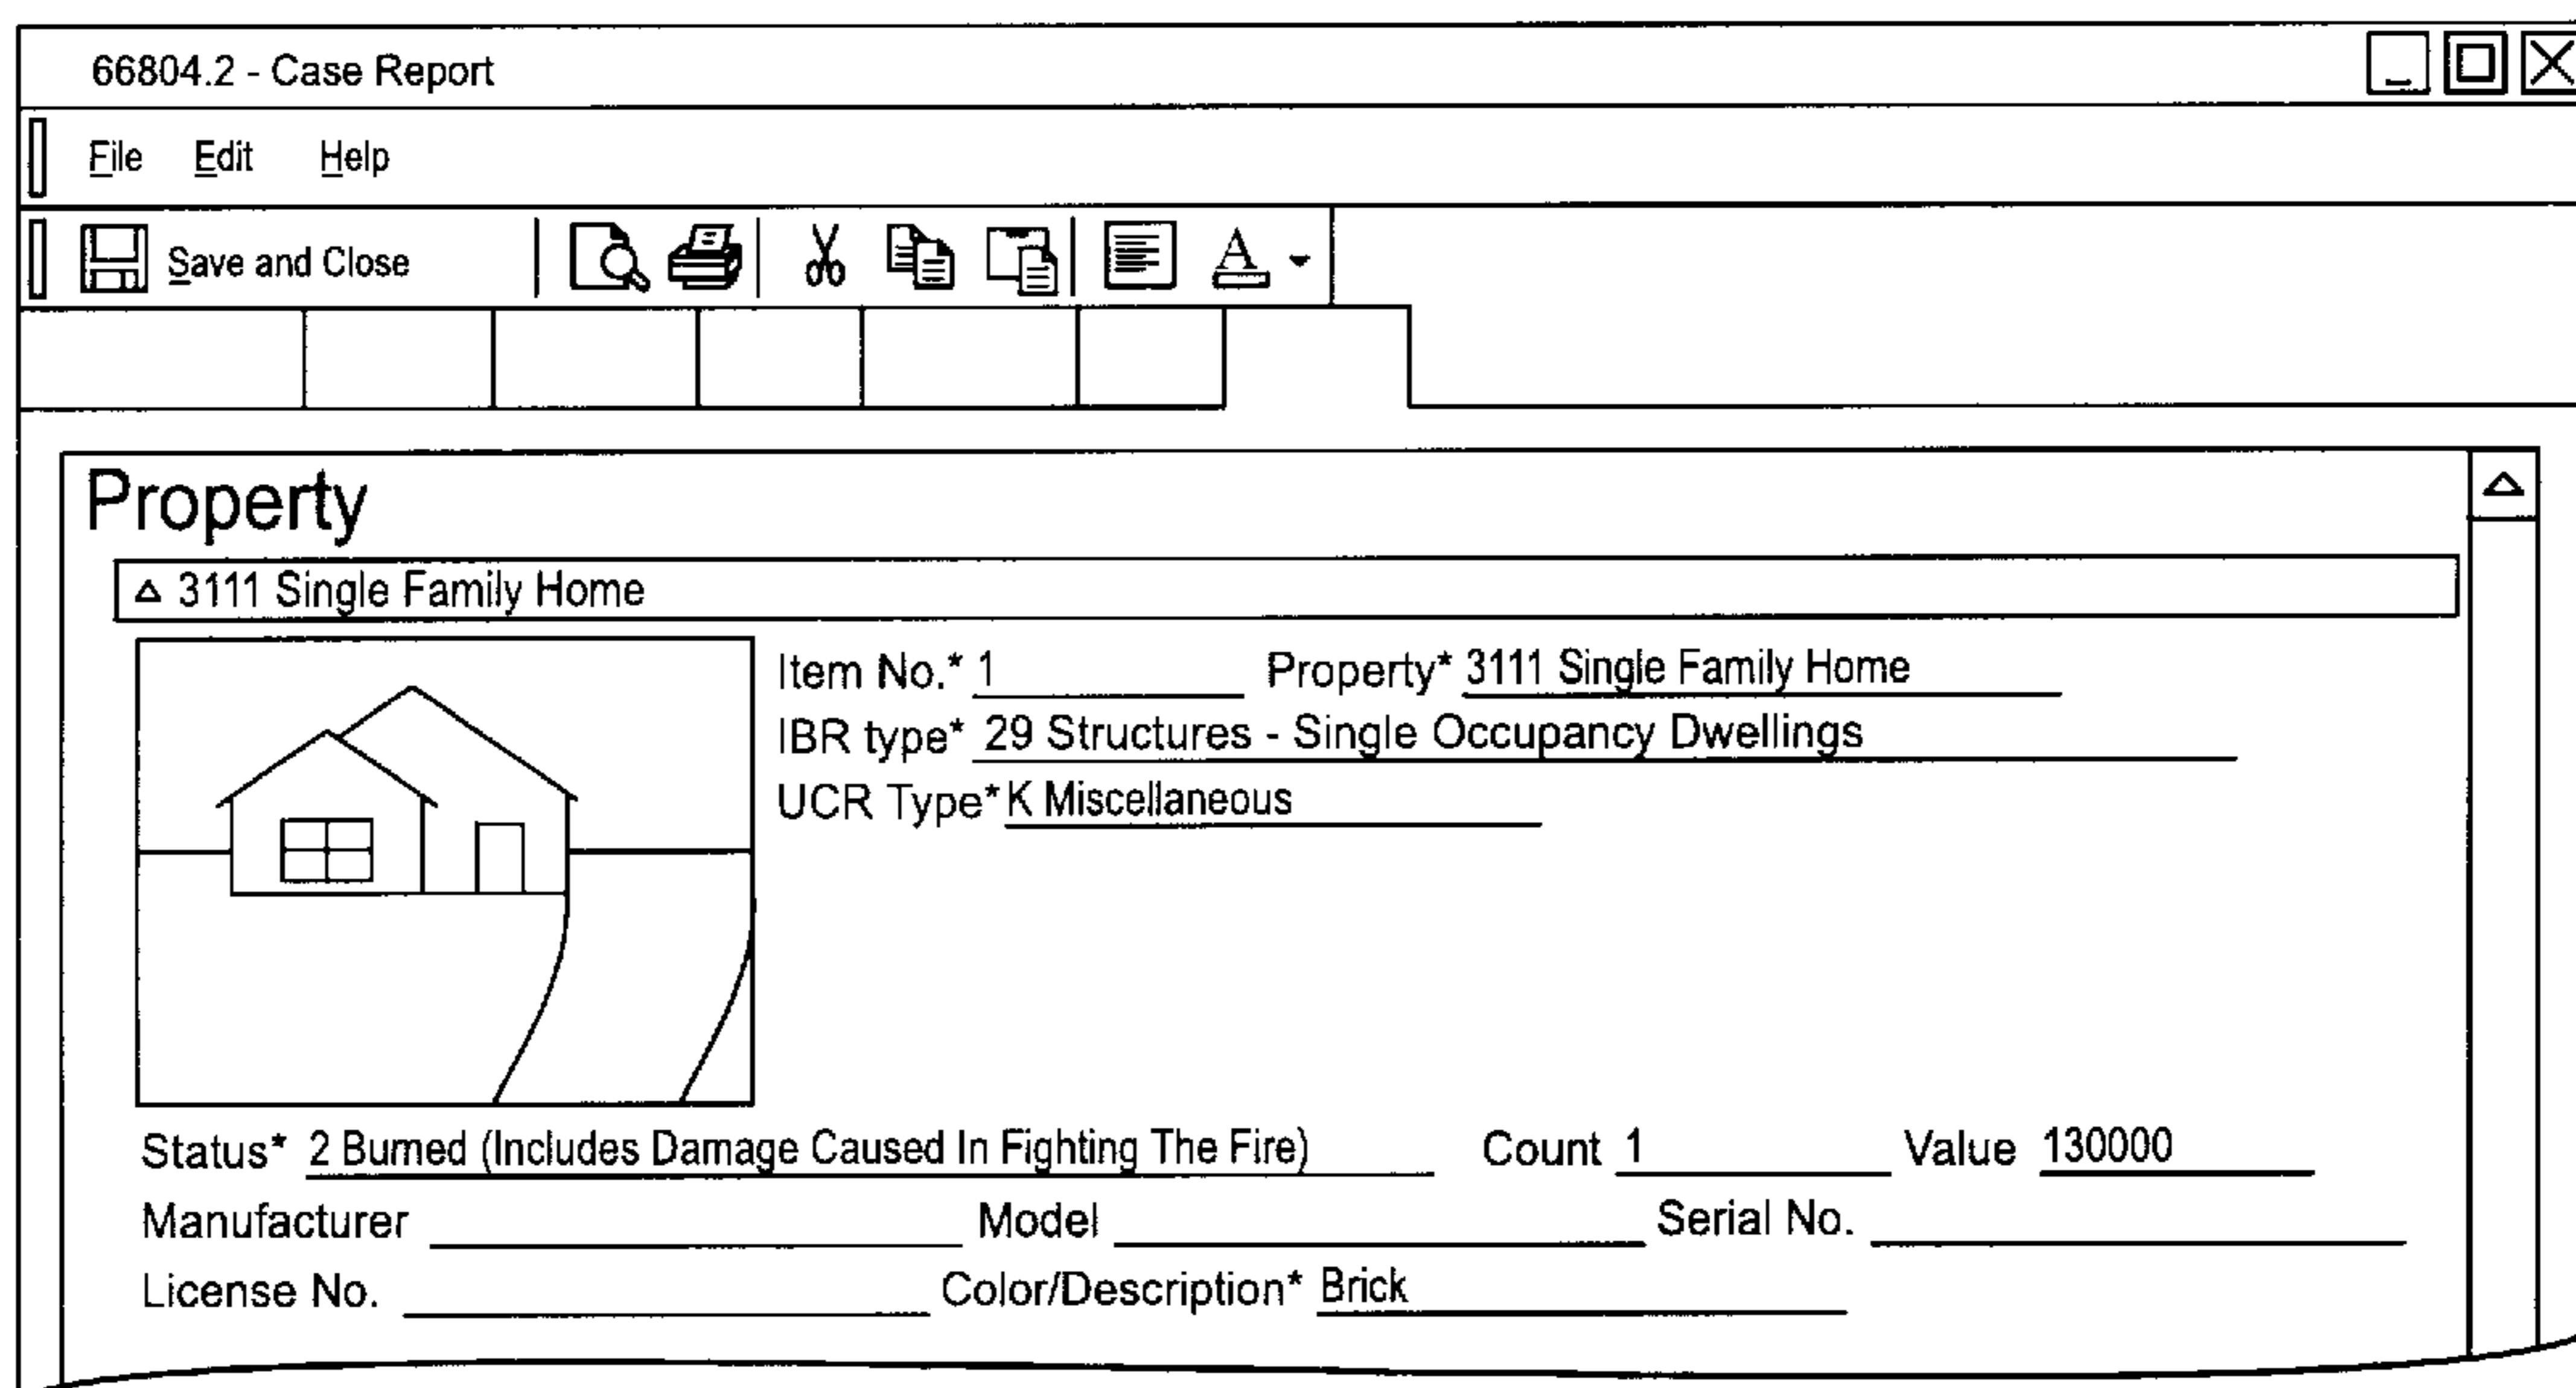 66804.2 - Case Report
File Edit Help
Save and Close A
Property
3111 Single Family Home
Item No.* 1 Property* 3111 Single Family Home
IBR type* 29 Structures - Single Occupancy Dwellings
UCR Type* K Miscellaneous
Status* 2 Burned (Includes Damage Caused In Fighting The Fire) Count 1 Value 130000
Manufacturer Model Serial No.
License No. Color/Description* Brick